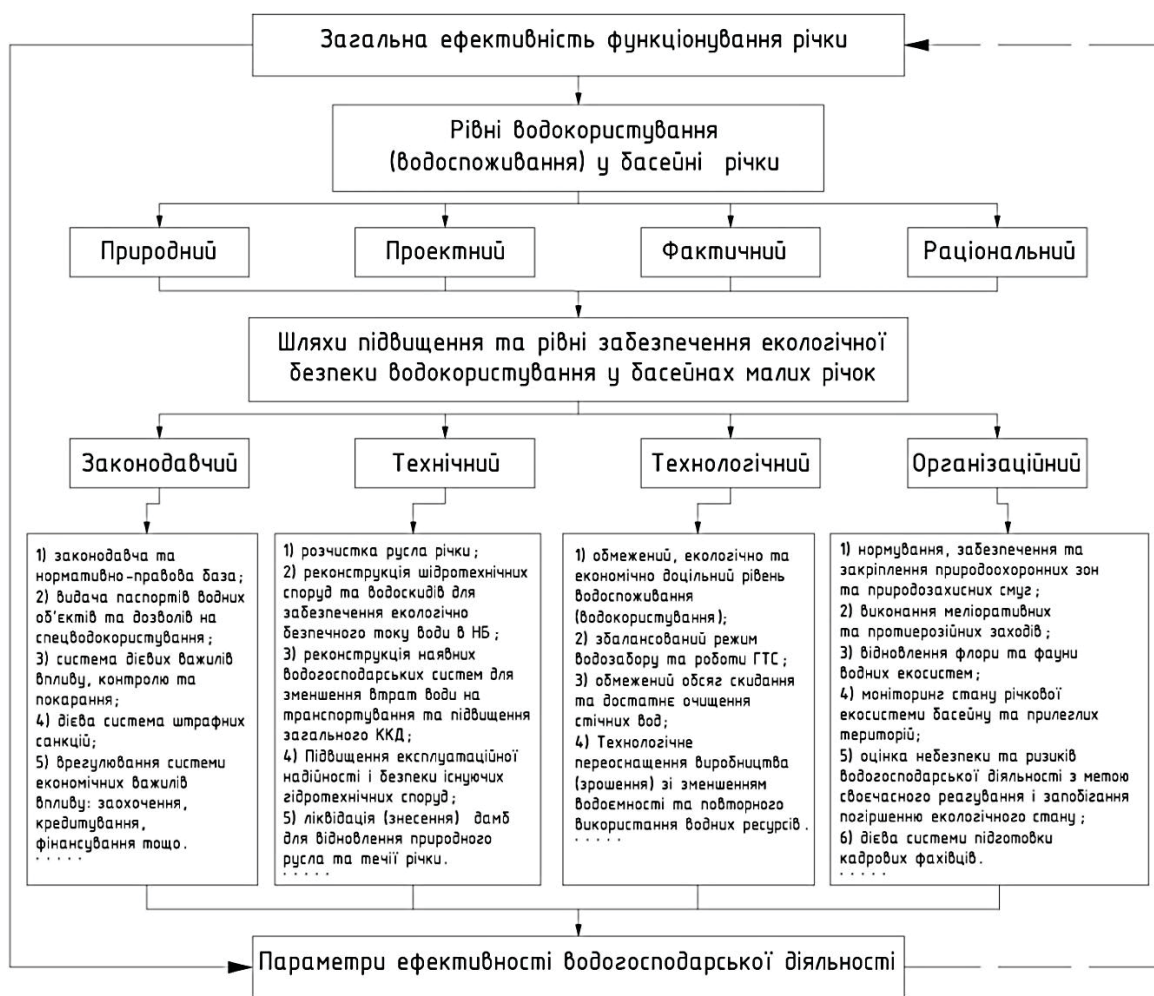 Загальна ефективність функціонування річки
Рівні водокористування
(водоспоживання) у басейні річки
Природний
Проектний
Фактичний
Раціональний
Шляхи підвищення та рівні забезпечення екологічної
безпеки водокористування у басейнах малих річок
Законодавчий
Технічний
Технологічний
Організаційний
1) законодавча та
нормативно-правова база;
2) видача паспортів водних
об'єктів та дозволів на
спецводокористування;
3) система дієвих важилів
впливу, контролю та
покарання;
4) дієва система штрафних
санкцій;
5) врегулювання системи
економічних важилів
впливу: заохочення,
кредитування,
фінансування тощо.
.....
1) розчистка русла річки;
2) реконструкція шідротехнічних
споруд та водоскидів для
забезпечення екологічно
безпечного току води в НБ;
3) реконструкція наявних
водогосподарських систем для
зменшення втрат води на
транспортування та підвищення
загального ККД;
4) Підвищення експлуатаційної
надійності і безпеки існуючих
гідротехнічних споруд;
5) ліквідація (знесення) дамб
для відновлення природного
русла та течії річки.
.....
1) обмежений, екологічно та
економічно доцільний рівень
водоспоживання
(водокористування);
2) збалансований режим
водозабору та роботи ГТС;
3) обмежений обсяг скидання
та достатнє очищення
стічних вод;
4) Технологічне
переоснащення виробництва
(зрошення) зі зменшенням
водоємності та повторного
використання водних ресурсів.
.....
1) нормування, забезпечення та
закріплення природоохоронних зон
та природозахисних смуг;
2) виконання меліоративних
та протиерозійних заходів;
3) відновлення флори та фауни
водних екосистем;
4) моніторинг стану річкової
екосистеми басейну та прилеглих
територій;
5) оцінка небезпеки та ризиків
водогосподарської діяльності з метою
своєчасного реагування і запобігання
погіршенню екологічного стану;
6) дієва системи підготовки
кадрових фахівців.
.....
Параметри ефективності водогосподарської діяльності